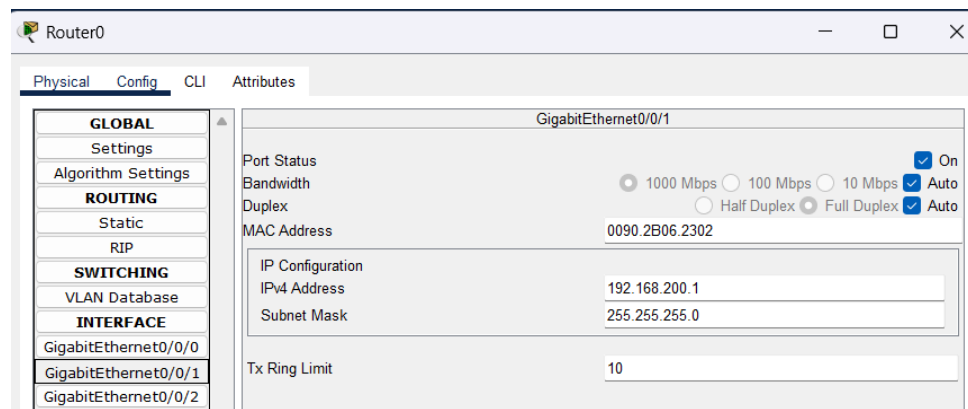 Router0
Physical Config CLI Attributes
GLOBAL
Settings
Algorithm Settings
ROUTING
Static
RIP
SWITCHING
VLAN Database
INTERFACE
GigabitEthernet0/0/0
GigabitEthernet0/0/1
GigabitEthernet0/0/2
GigabitEthernet0/0/1
Port Status On
Bandwidth 1000 Mbps 100 Mbps 10 Mbps Auto
Duplex Half Duplex Full Duplex Auto
MAC Address 0090.2B06.2302
IP Configuration
IPv4 Address 192.168.200.1
Subnet Mask 255.255.255.0
Tx Ring Limit 10